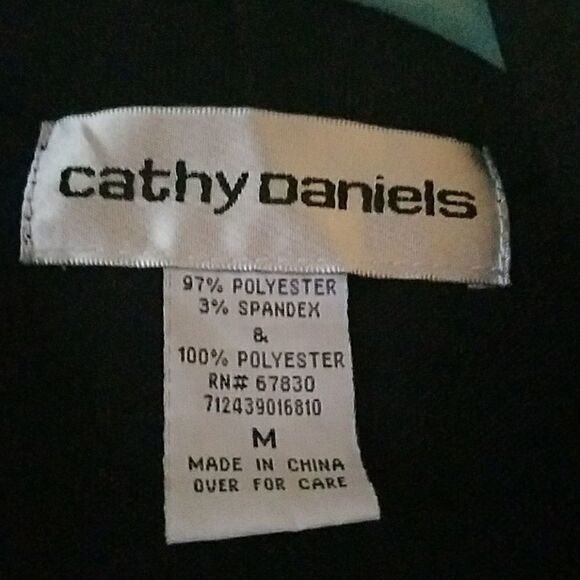 cathy Daniels
97% POLYESTER
3% SPANDEX
&
100% POLYESTER
RN# 67830
712439016810
M
MADE IN CHINA
OVER FOR CARE